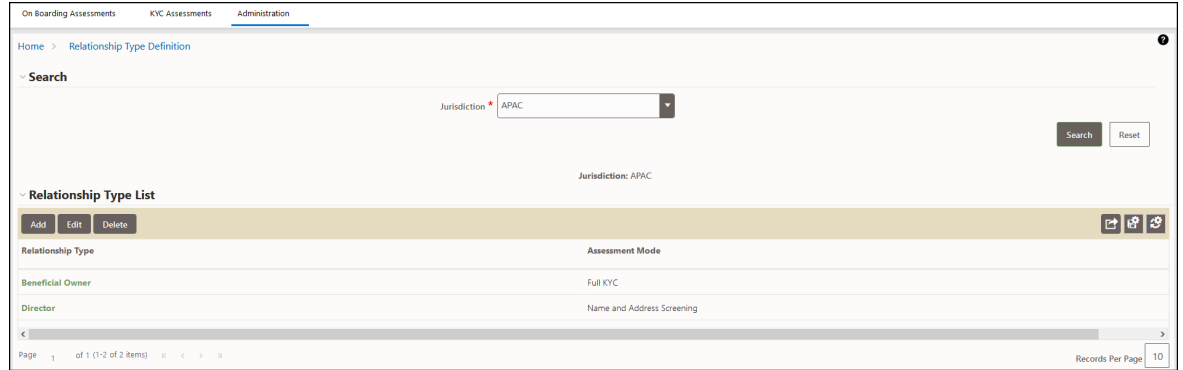 On Boarding Assessments KYC Assessments Administration
Home > Relationship Type Definition
Search
Jurisdiction * APAC
Search Reset
Jurisdiction: APAC
Relationship Type List
Add Edit Delete
Relationship Type Assessment Mode
Beneficial Owner Full KYC
Director Name and Address Screening
Page 1 of 1 (1-2 of 2 items) Records Per Page 10